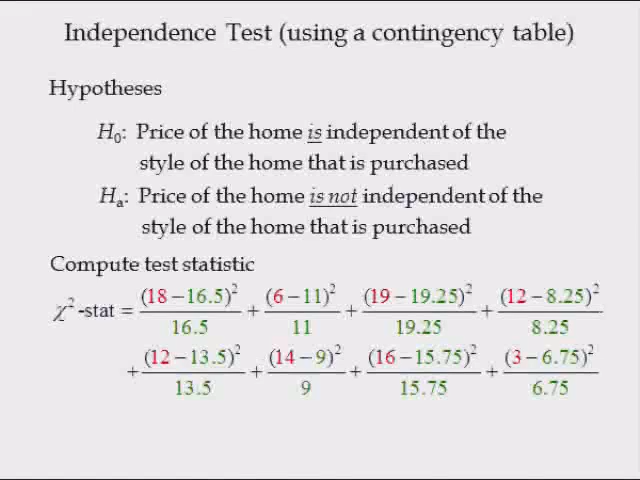 Independence Test (using a contingency table)
Hypotheses
H₀: Price of the home is independent of the
style of the home that is purchased
Hₐ: Price of the home is not independent of the
style of the home that is purchased
Compute test statistic
χ²-stat = (18 − 16.5)²/16.5 + (6 − 11)²/11 + (19 − 19.25)²/19.25 + (12 − 8.25)²/8.25
+ (12 − 13.5)²/13.5 + (14 − 9)²/9 + (16 − 15.75)²/15.75 + (3 − 6.75)²/6.75